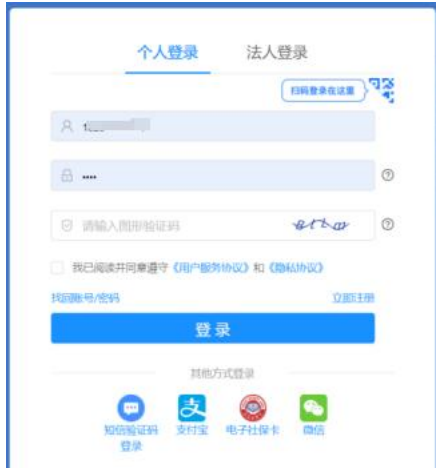 个人登录 法人登录
扫码登录在这里
••••
请输入图形验证码
我已阅读并同意遵守《用户服务协议》和《隐私协议》
找回账号/密码 立即注册
登录
其他方式登录
短信验证码登录 支付宝 电子社保卡 微信